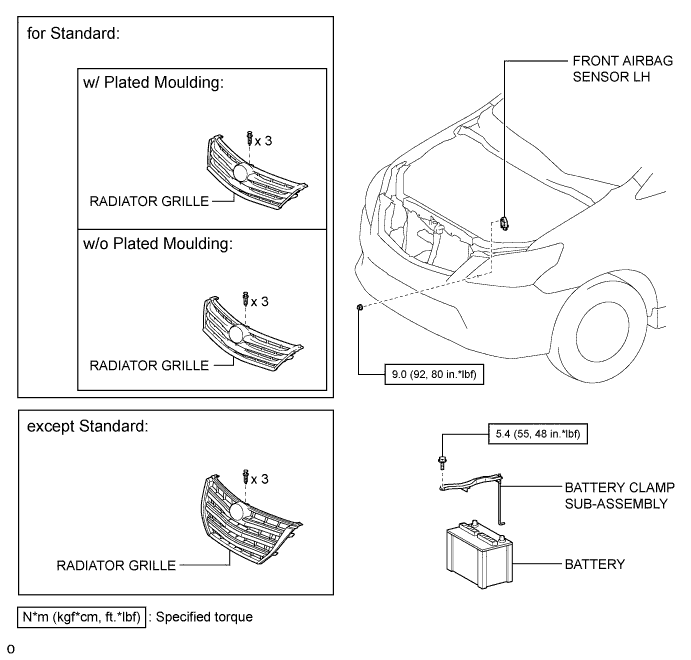 for Standard:
w/ Plated Moulding:
x 3
RADIATOR GRILLE
w/o Plated Moulding:
x 3
RADIATOR GRILLE
FRONT AIRBAG
SENSOR LH
9.0 (92, 80 in.*lbf)
except Standard:
x 3
RADIATOR GRILLE
5.4 (55, 48 in.*lbf)
BATTERY CLAMP
SUB-ASSEMBLY
BATTERY
N*m (kgf*cm, ft.*lbf) : Specified torque
O